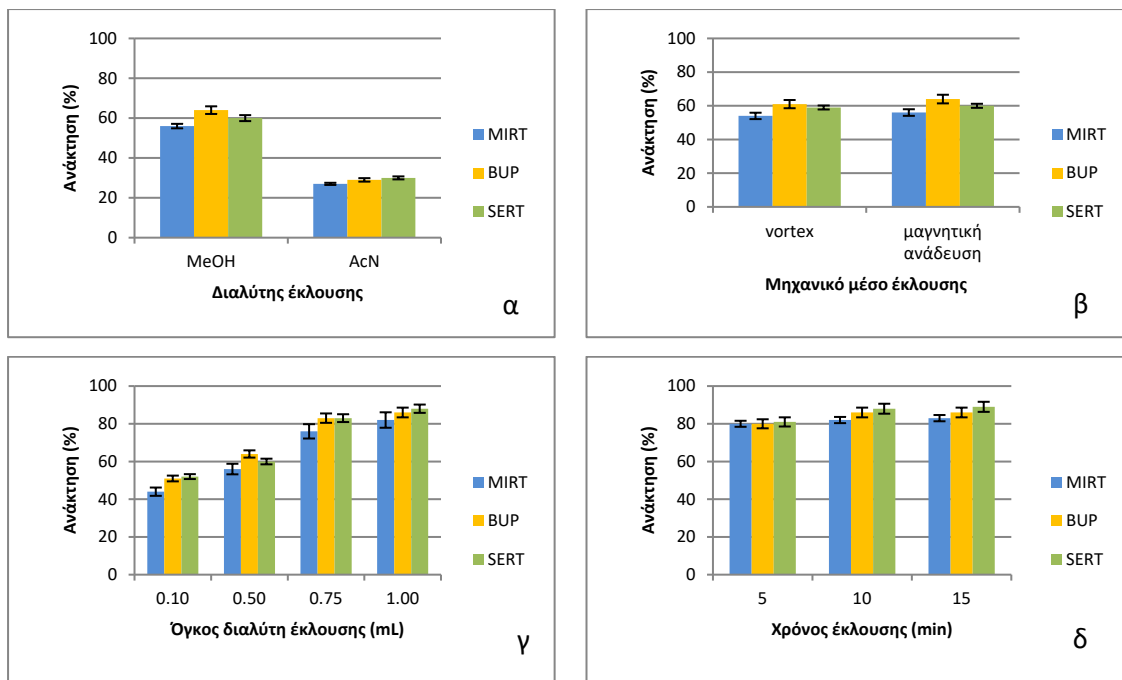 100
80
60
40
20
0
Ανάκτηση (%)
MeOH
AcN
Διαλύτης έκλουσης
MIRT
BUP
SERT
α
100
80
60
40
20
0
Ανάκτηση (%)
vortex
μαγνητική
ανάδευση
Μηχανικό μέσο έκλουσης
MIRT
BUP
SERT
β
100
80
60
40
20
0
Ανάκτηση (%)
0.10
0.50
0.75
1.00
Όγκος διαλύτη έκλουσης (mL)
MIRT
BUP
SERT
γ
100
80
60
40
20
0
Ανάκτηση (%)
5
10
15
Χρόνος έκλουσης (min)
MIRT
BUP
SERT
δ